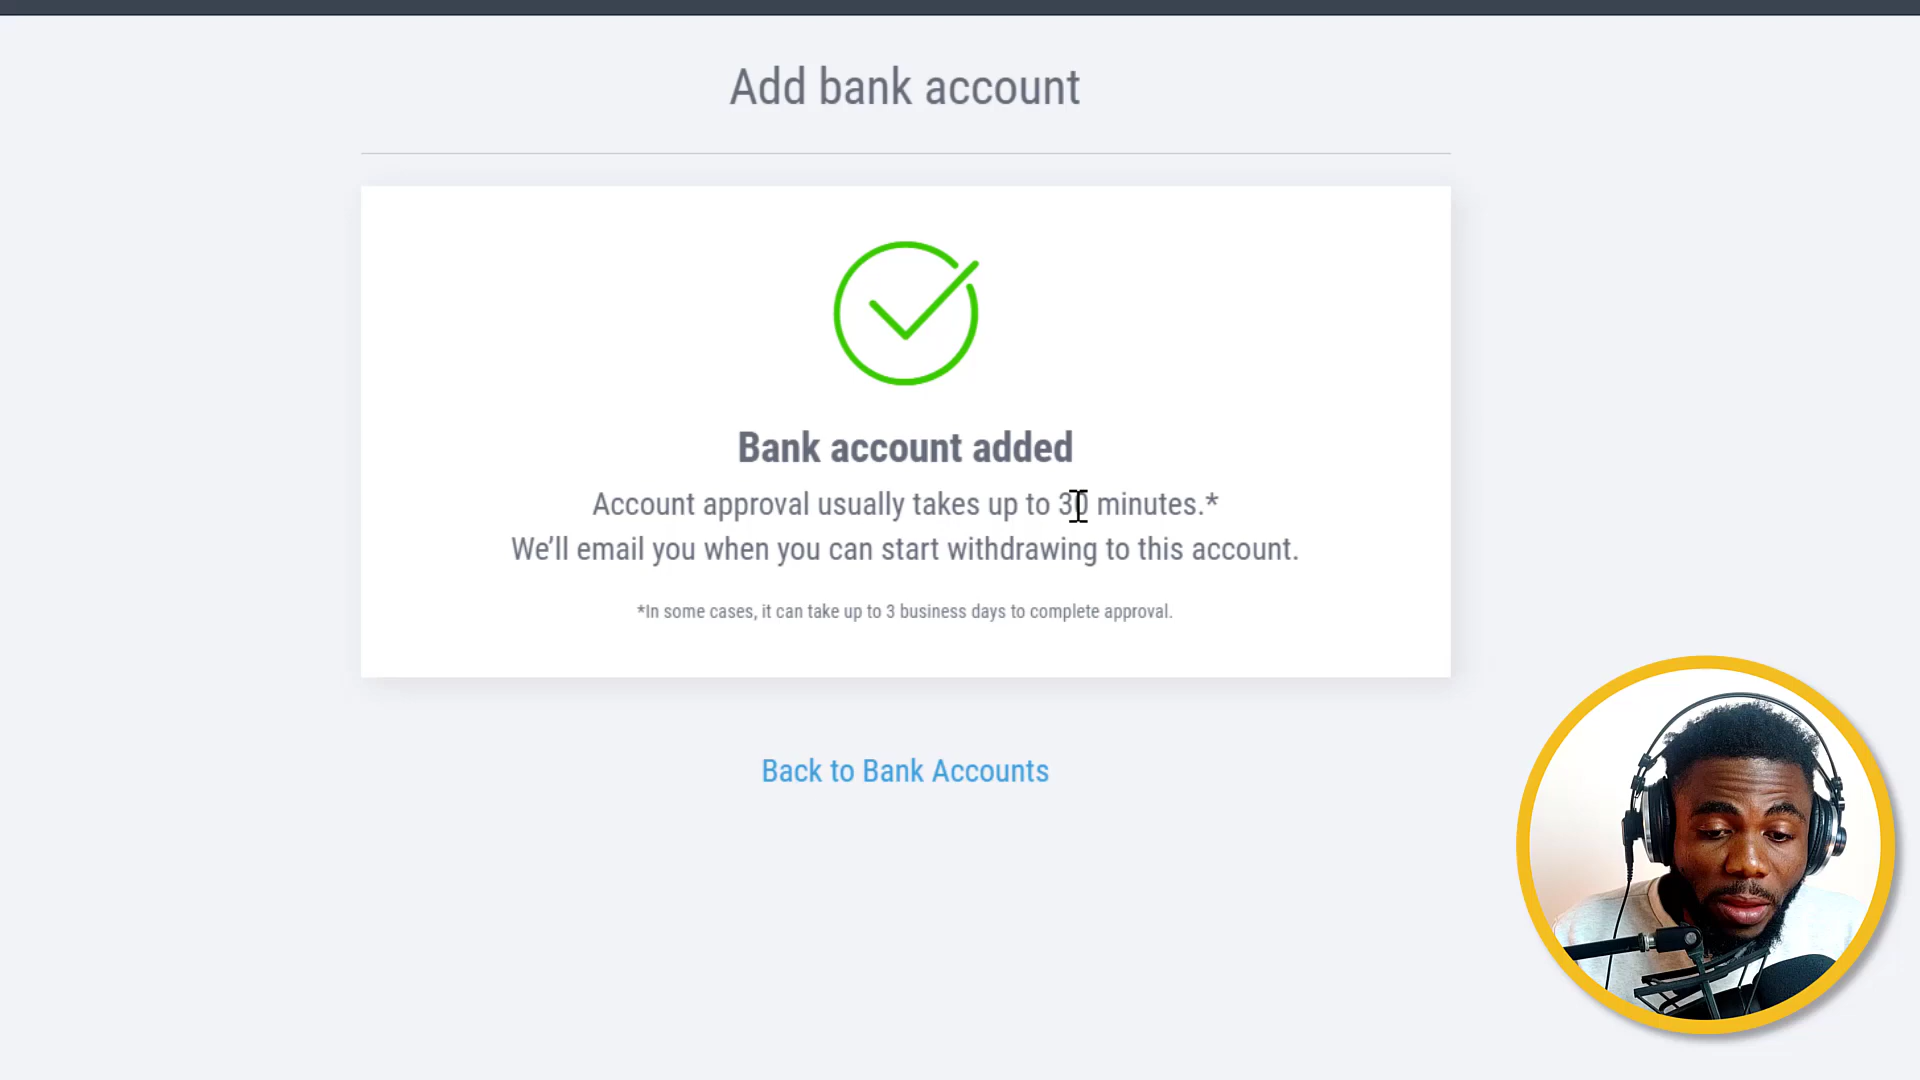 Add bank account
Bank account added
Account approval usually takes up to 30 minutes.*
We’ll email you when you can start withdrawing to this account.
*In some cases, it can take up to 3 business days to complete approval.
Back to Bank Accounts